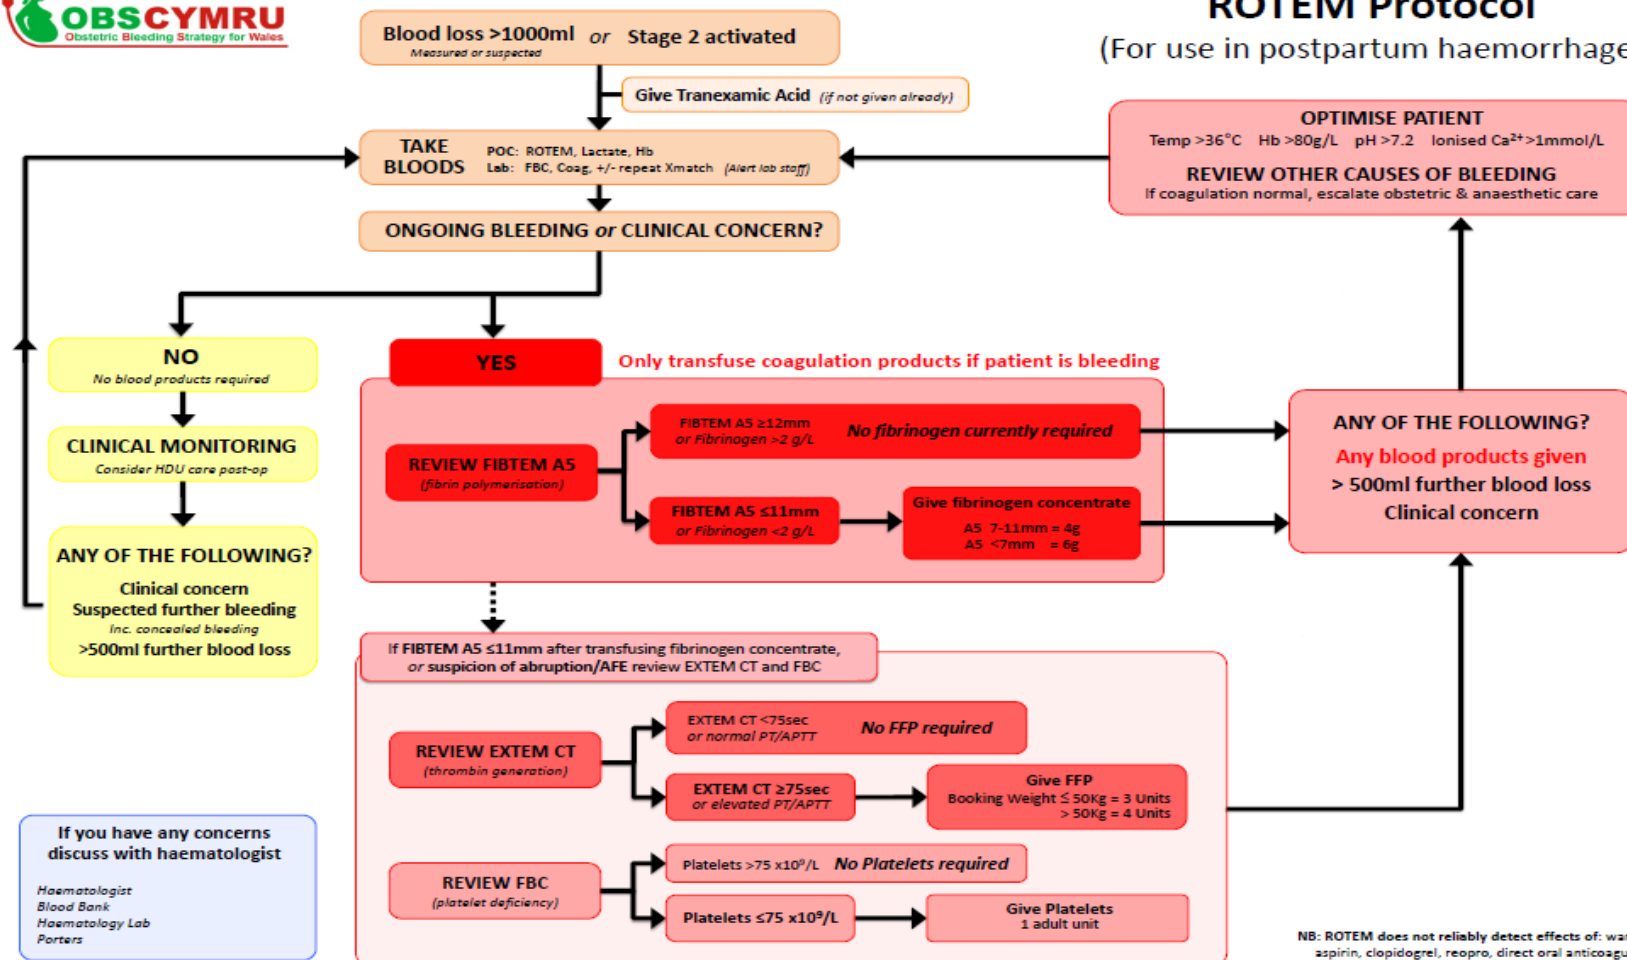 OBSCYMRU
Obstetric Bleeding Strategy for Wales
ROTEM Protocol
(For use in postpartum haemorrhage
Blood loss >1000ml or Stage 2 activated
Measured or suspected
Give Tranexamic Acid (if not given already)
TAKE BLOODS
POC: ROTEM, Lactate, Hb
Lab: FBC, Coag, +/- repeat Xmatch (Alert lab staff)
ONGOING BLEEDING or CLINICAL CONCERN?
OPTIMISE PATIENT
Temp >36°C Hb >80g/L pH >7.2 Ionised Ca²⁺>1mmol/L
REVIEW OTHER CAUSES OF BLEEDING
If coagulation normal, escalate obstetric & anaesthetic care
NO
No blood products required
CLINICAL MONITORING
Consider HDU care post-op
ANY OF THE FOLLOWING?
Clinical concern
Suspected further bleeding
Inc. concealed bleeding
>500ml further blood loss
YES
Only transfuse coagulation products if patient is bleeding
REVIEW FIBTEM A5
(fibrin polymerisation)
FIBTEM A5 ≥12mm
or Fibrinogen >2 g/L
No fibrinogen currently required
FIBTEM A5 ≤11mm
or Fibrinogen <2 g/L
Give fibrinogen concentrate
A5 7-11mm = 4g
A5 <7mm = 6g
ANY OF THE FOLLOWING?
Any blood products given
> 500ml further blood loss
Clinical concern
If FIBTEM A5 ≤11mm after transfusing fibrinogen concentrate,
or suspicion of abruption/AFE review EXTEM CT and FBC
REVIEW EXTEM CT
(thrombin generation)
EXTEM CT <75sec
or normal PT/APTT
No FFP required
EXTEM CT ≥75sec
or elevated PT/APTT
Give FFP
Booking Weight ≤ 50Kg = 3 Units
> 50Kg = 4 Units
REVIEW FBC
(platelet deficiency)
Platelets >75 x10⁹/L No Platelets required
Platelets ≤75 x10⁹/L
Give Platelets
1 adult unit
If you have any concerns
discuss with haematologist
Haematologist
Blood Bank
Haematology Lab
Porters
NB: ROTEM does not reliably detect effects of: war
aspirin, clopidogrel, reopro, direct oral anticoagu